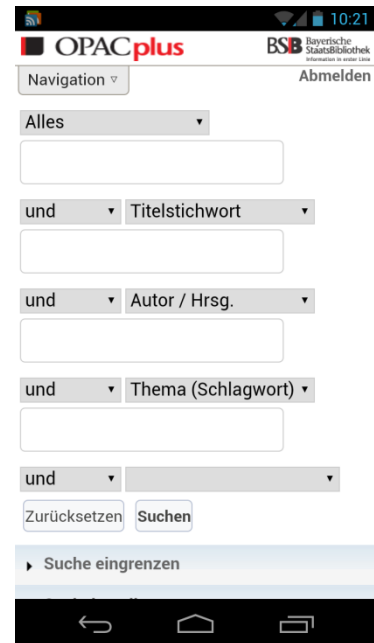 10:21
OPACplus
BSB Bayerische
StaatsBibliothek
Information in erster Linie
Navigation ▿
Abmelden
Alles
und Titelstichwort
und Autor / Hrsg.
und Thema (Schlagwort)
und
Zurücksetzen Suchen
Suche eingrenzen